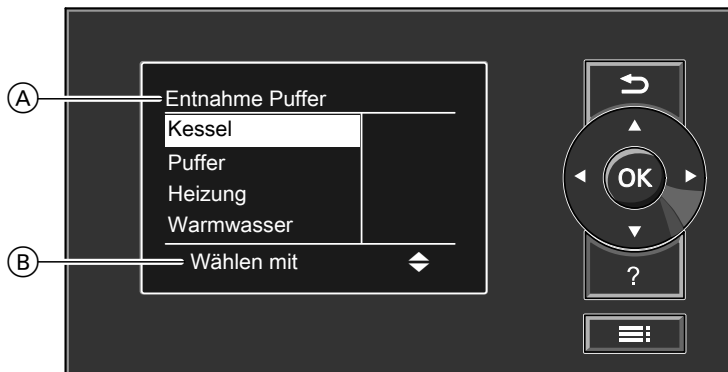 A
Entnahme Puffer
Kessel
Puffer
Heizung
Warmwasser
B
Wählen mit
OK
?